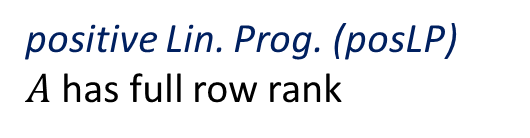 positive Lin. Prog. (posLP)
A has full row rank